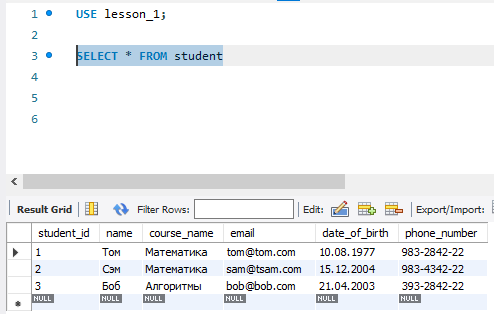 1 USE lesson_1;
2
3 SELECT * FROM student
4
5
6
Result Grid Filter Rows: Edit: Export/Import:
student_id name course_name email date_of_birth phone_number
1 Том Математика tom@tom.com 10.08.1977 983-2842-22
2 Сэм Математика sam@tsam.com 15.12.2004 983-4342-22
3 Боб Алгоритмы bob@bob.com 21.04.2003 393-2842-22
NULL NULL NULL NULL NULL NULL